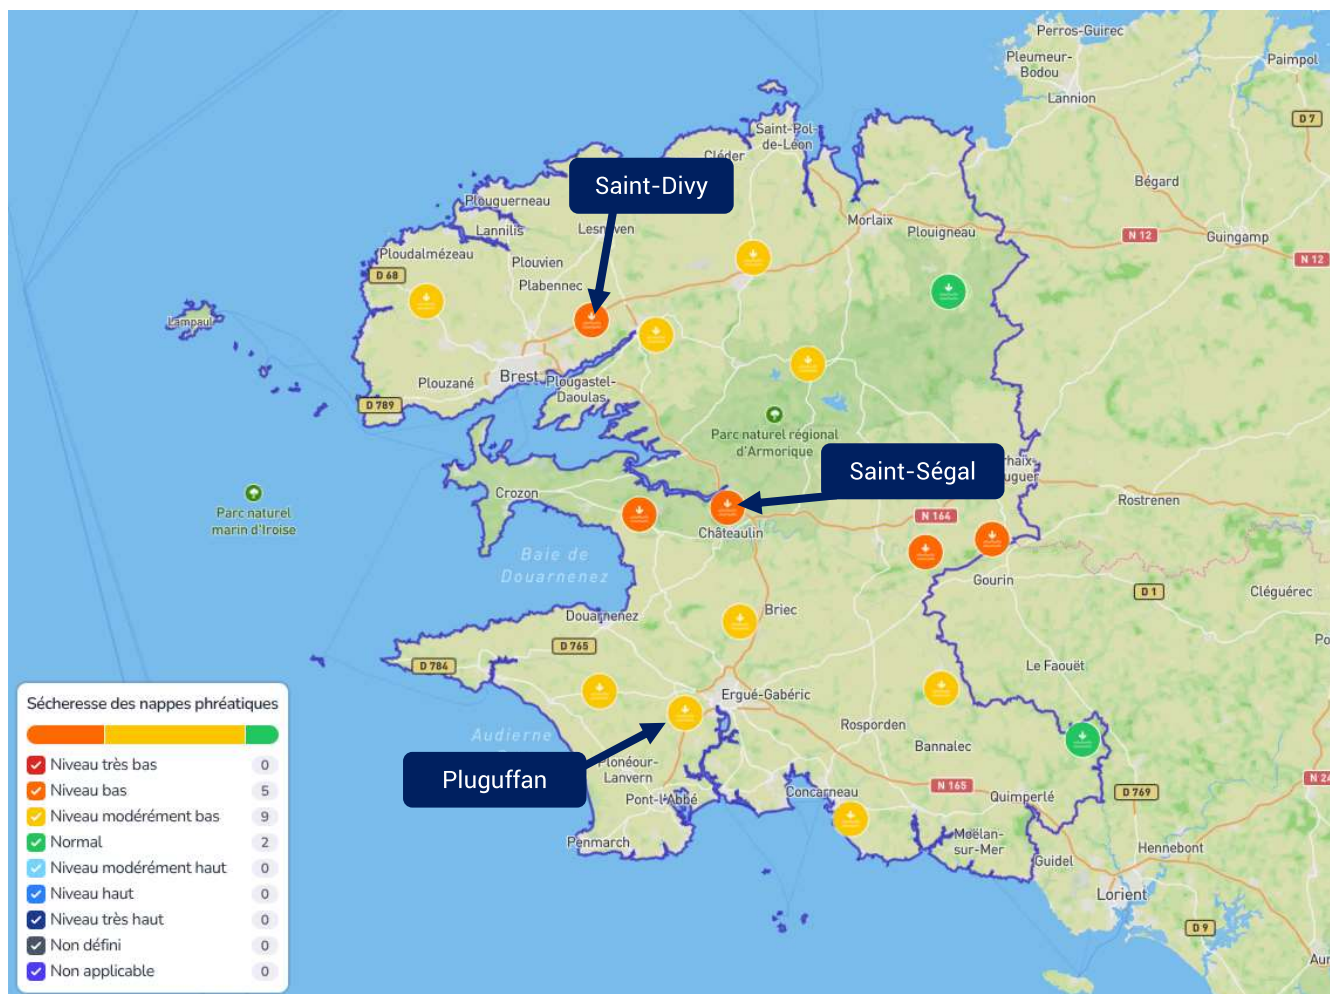 Perros-Guirec
Pleumeur-
Bodou
Paimpol
Lannion
D 7
Saint-Pol-
de-Léon
Cléder
Saint-Divy
Bégard
Plouguerneau
Lannilis
Morlaix
Plouigneau
N 12
Guingamp
N 12
Ploudalmézeau
Plouvien
D 68
Plabennec
Lampaul
Plouzané
Brest
Plougastel-
Daoulas
D 789
Parc naturel régional
d'Armorique
Saint-Ségal
Crozon
Rostrenen
Parc naturel
marin d'Iroise
N 164
Châteaulin
Baie de
Douarnenez
Gourin
D 1
Cléguérec
Douarnenez
Briec
D 765
D 784
Le Faouët
Ergué-Gabéric
Rosporden
Bannalec
Audierne
Pluguffan
Plonéour-
Lanvern
Pont-l'Abbé
Concarneau
N 165
Quimperlé
D 769
Penmarch
Moëlan-
sur-Mer
Guidel
Hennebont
Lorient
D 9
Sécheresse des nappes phréatiques
Niveau très bas 0
Niveau bas 5
Niveau modérément bas 9
Normal 2
Niveau modérément haut 0
Niveau haut 0
Niveau très haut 0
Non défini 0
Non applicable 0